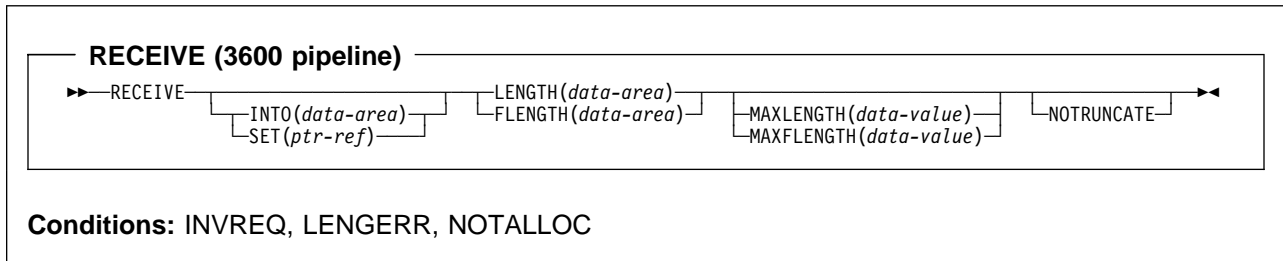 RECEIVE (3600 pipeline)
RECEIVE LENGTH(data-area)
INTO(data-area) FLENGTH(data-area) MAXLENGTH(data-value) NOTRUNCATE
SET(ptr-ref) MAXFLENGTH(data-value)
Conditions: INVREQ, LENGERR, NOTALLOC